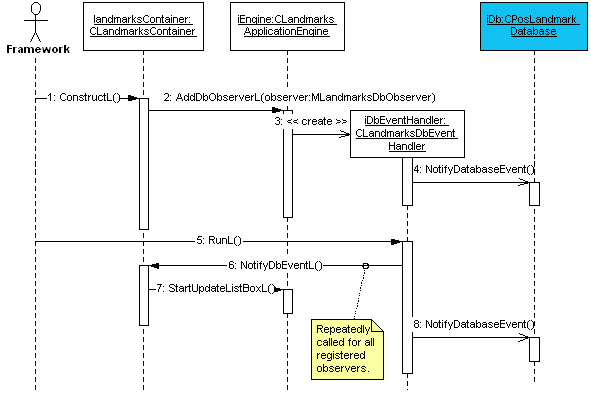 landmarksContainer:
CLandmarksContainer
iEngine:CLandmarks
ApplicationEngine
iDb:CPosLandmark
Database
Framework
1: ConstructL()
2: AddDbObserverL(observer:MLandmarksDbObserver)
3: << create >>
iDbEventHandler:
CLandmarksDbEvent
Handler
4: NotifyDatabaseEvent()
5: RunL()
6: NotifyDbEventL()
7: StartUpdateListBoxL()
Repeatedly
called for all
registered
observers.
8: NotifyDatabaseEvent()